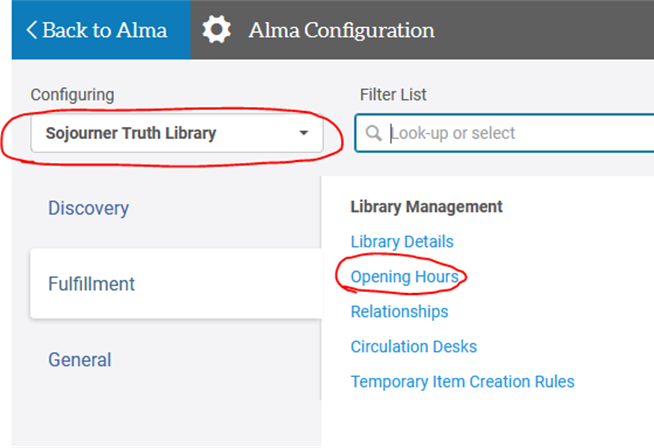 Back to Alma
Alma Configuration
Configuring
Filter List
Sojourner Truth Library
Look-up or select
Discovery
Fulfillment
General
Library Management
Library Details
Opening Hours
Relationships
Circulation Desks
Temporary Item Creation Rules